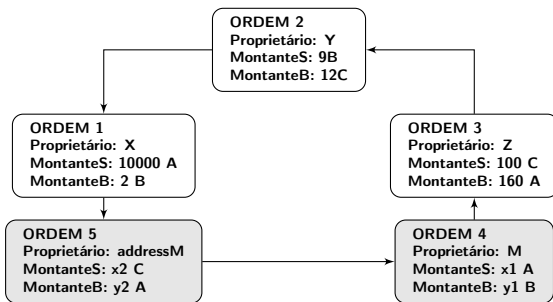 ORDEM 2
Proprietário: Y
MontanteS: 9B
MontanteB: 12C
ORDEM 1
Proprietário: X
MontanteS: 10000 A
MontanteB: 2 B
ORDEM 3
Proprietário: Z
MontanteS: 100 C
MontanteB: 160 A
ORDEM 5
Proprietário: addressM
MontanteS: x2 C
MontanteB: y2 A
ORDEM 4
Proprietário: M
MontanteS: x1 A
MontanteB: y1 B